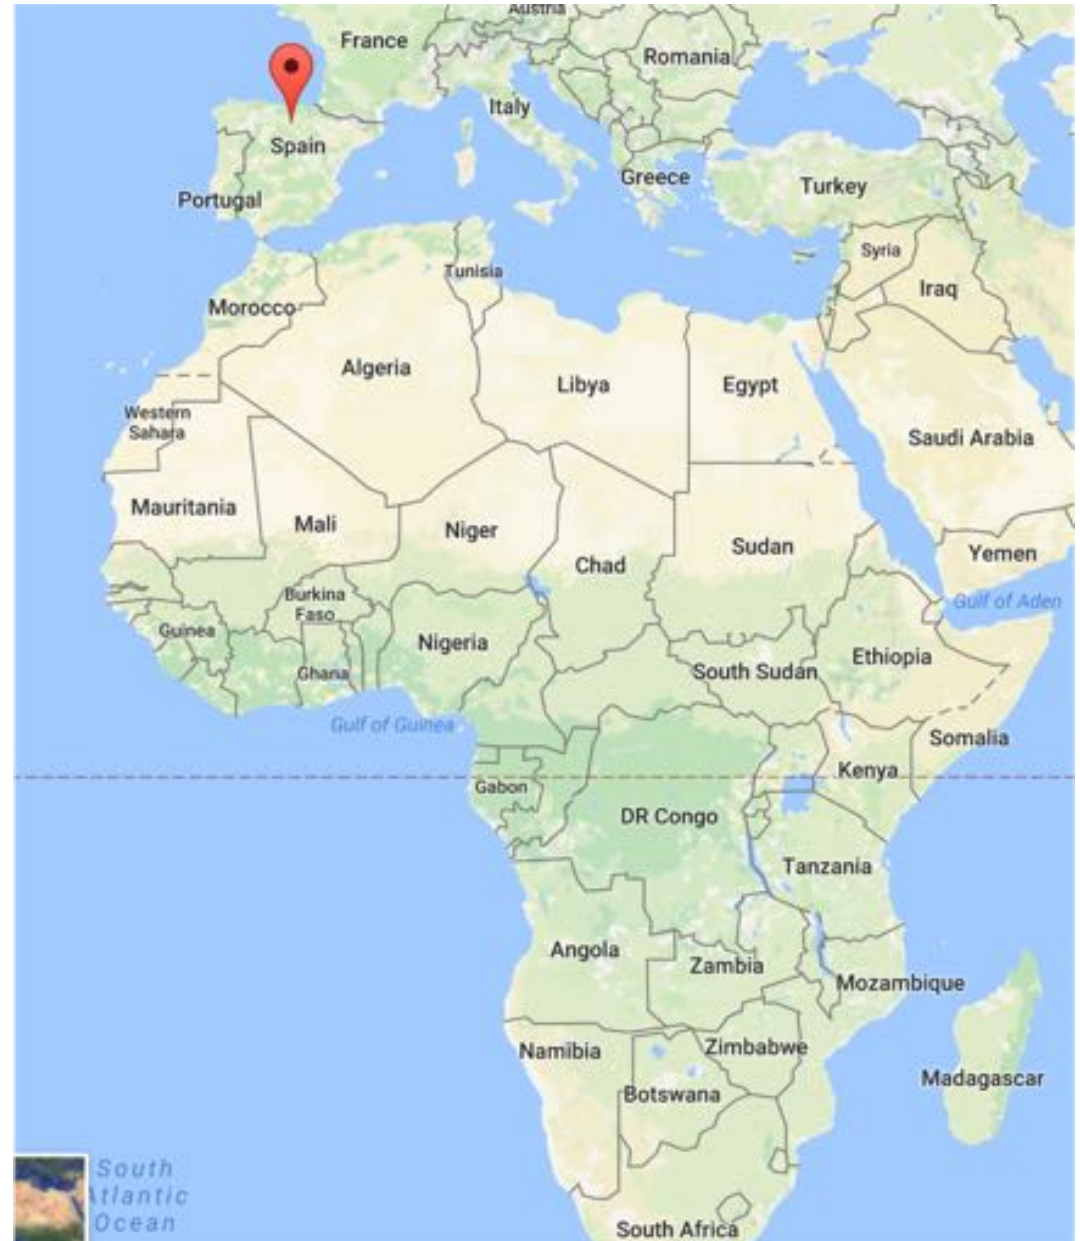 Austria
France
Romania
Italy
Spain
Greece
Turkey
Portugal
Syria
Tunisia
Iraq
Morocco
Algeria
Libya
Egypt
Western
Sahara
Saudi Arabia
Mauritania
Mali
Niger
Sudan
Yemen
Chad
Burkina
Faso
Gulf of Aden
Guinea
Nigeria
Ethiopia
Ghana
South Sudan
Gulf of Guinea
Somalia
Kenya
Gabon
DR Congo
Tanzania
Angola
Zambia
Mozambique
Zimbabwe
Namibia
Madagascar
Botswana
South
Atlantic
Ocean
South Africa